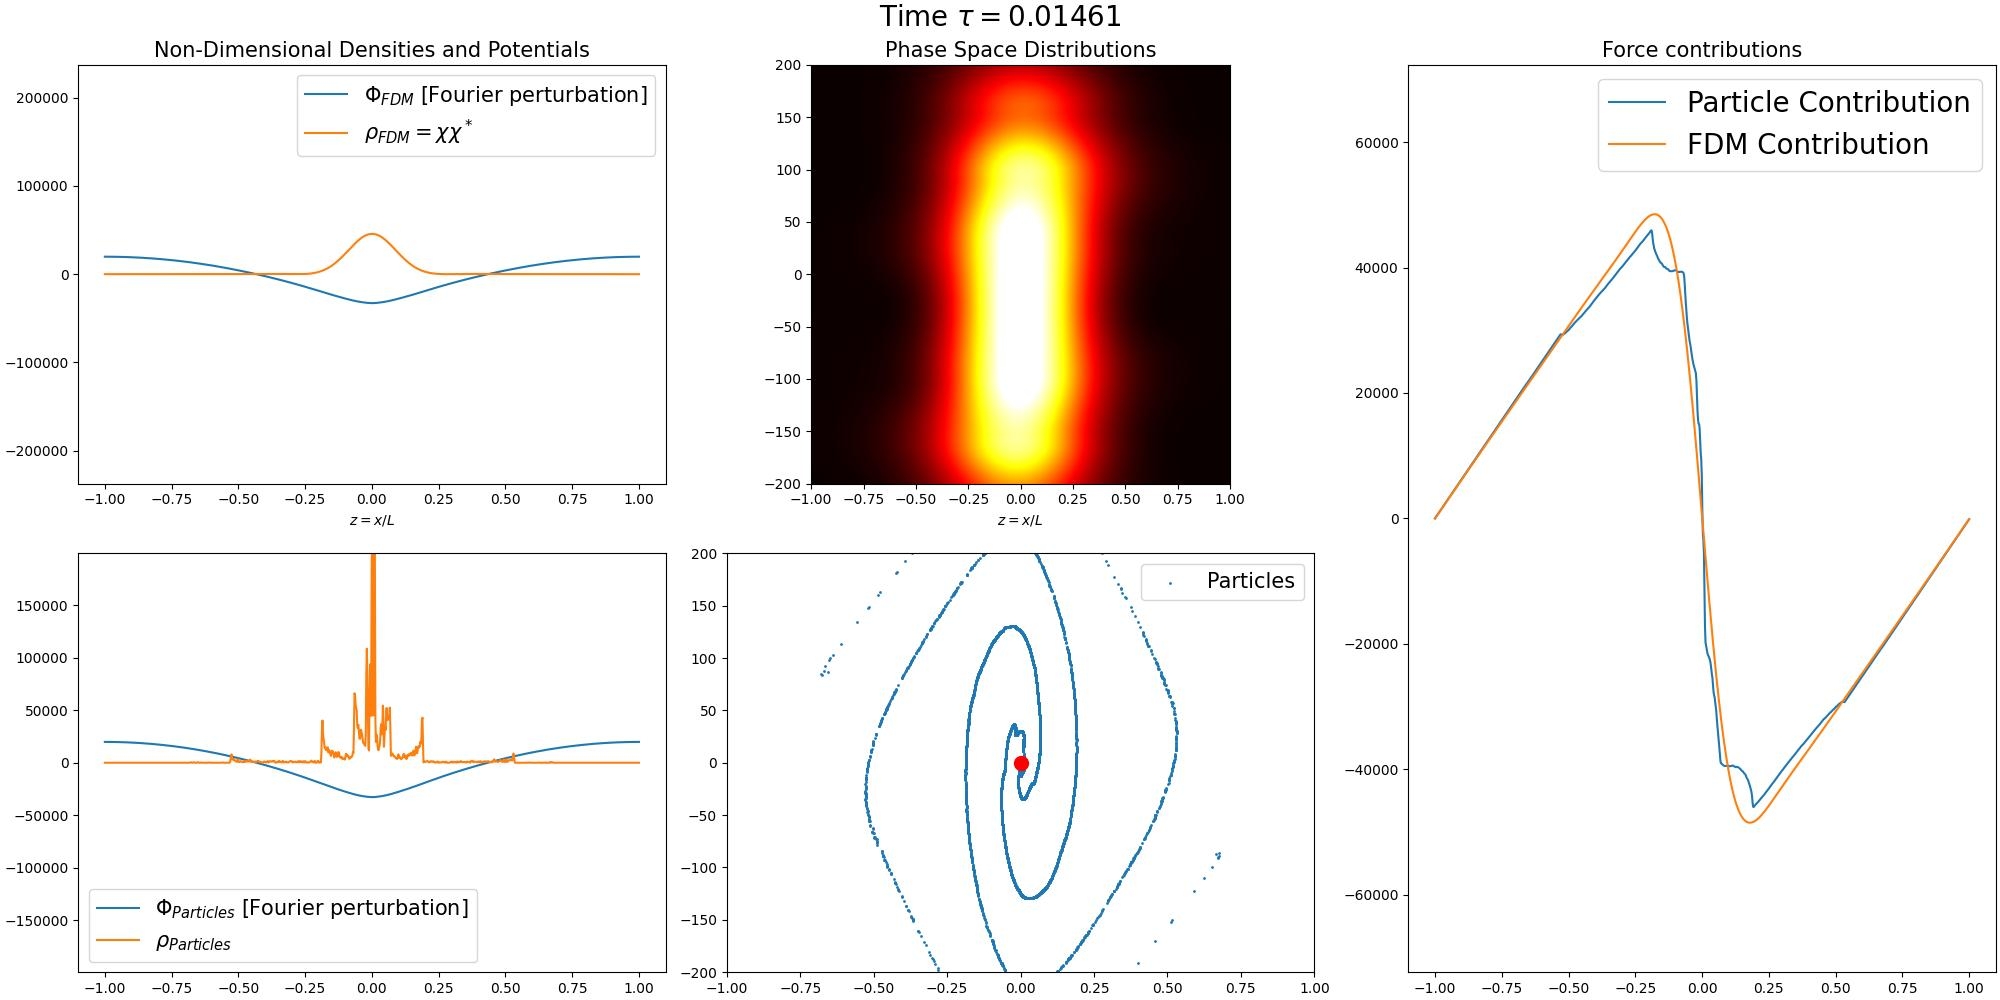 Time τ = 0.01461
Non-Dimensional Densities and Potentials
Φ_FDM [Fourier perturbation]
ρ_FDM = χχ*
200000
100000
0
−100000
−200000
−1.00 −0.75 −0.50 −0.25 0.00 0.25 0.50 0.75 1.00
z = x/L
Phase Space Distributions
200
150
100
50
0
−50
−100
−150
−200
−1.00 −0.75 −0.50 −0.25 0.00 0.25 0.50 0.75 1.00
z = x/L
Force contributions
Particle Contribution
FDM Contribution
60000
40000
20000
0
−20000
−40000
−60000
−1.00 −0.75 −0.50 −0.25 0.00 0.25 0.50 0.75 1.00
150000
100000
50000
0
−50000
−100000
−150000
Φ_Particles [Fourier perturbation]
ρ_Particles
−1.00 −0.75 −0.50 −0.25 0.00 0.25 0.50 0.75 1.00
Particles
200
150
100
50
0
−50
−100
−150
−200
−1.00 −0.75 −0.50 −0.25 0.00 0.25 0.50 0.75 1.00